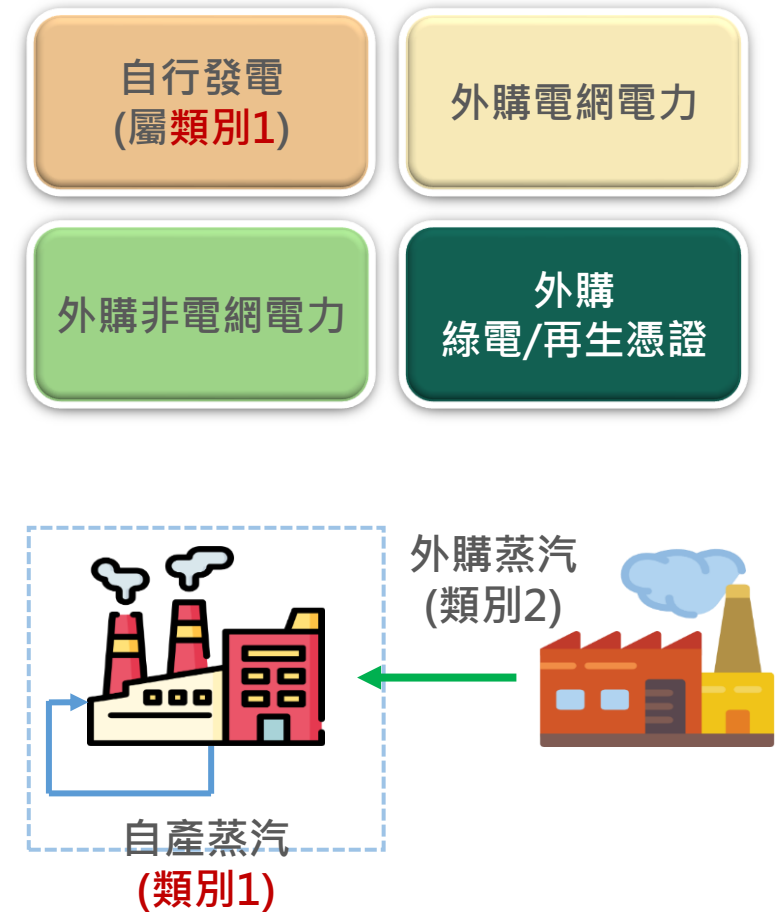 自行發電
(屬類別1)
外購電網電力
外購非電網電力
外購
綠電/再生憑證
外購蒸汽
(類別2)
自產蒸汽
(類別1)